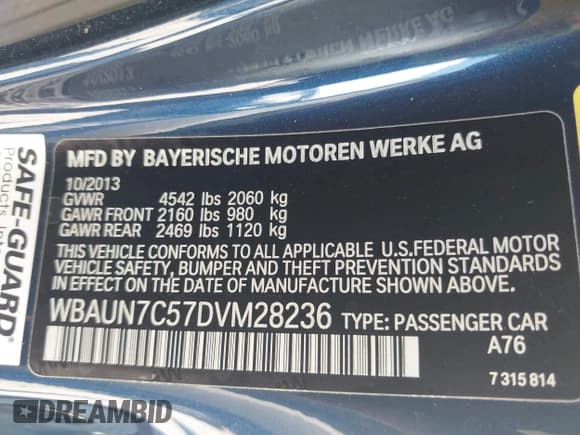 MFD BY BAYERISCHE MOTOREN WERKE AG
10/2013
GVWR 4542 lbs 2060 kg
GAWR FRONT 2160 lbs 980 kg
GAWR REAR 2469 lbs 1120 kg
THIS VEHICLE CONFORMS TO ALL APPLICABLE U.S.FEDERAL MOTOR
VEHICLE SAFETY, BUMPER AND THEFT PREVENTION STANDARDS
IN EFFECT ON THE DATE OF MANUFACTURE SHOWN ABOVE.
WBAUN7C57DVM28236 TYPE: PASSENGER CAR
A76
7 315 814
SAFE-GUARD
Products
DREAMBID